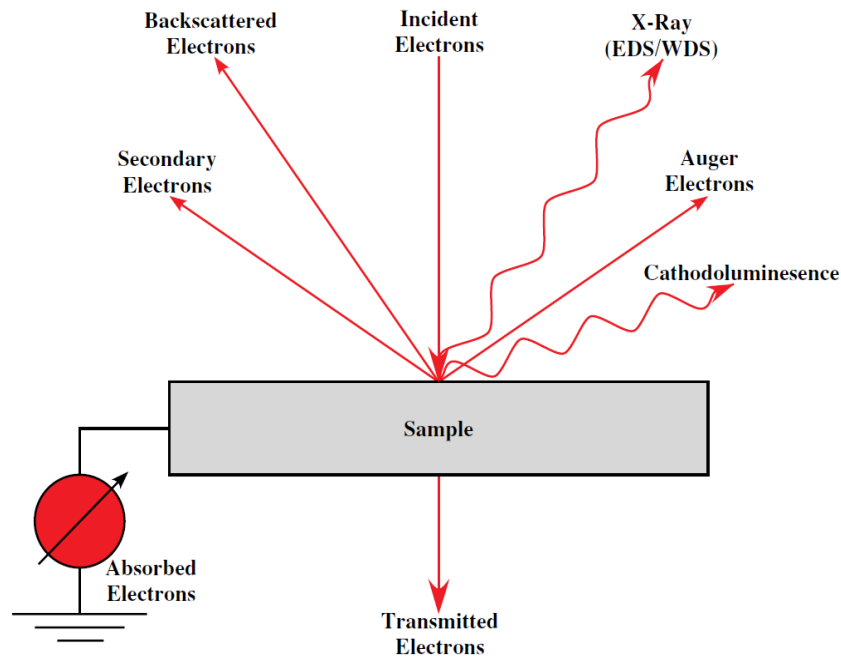 Backscattered
Electrons
Incident
Electrons
X-Ray
(EDS/WDS)
Secondary
Electrons
Auger
Electrons
Cathodoluminesence
Sample
Absorbed
Electrons
Transmitted
Electrons